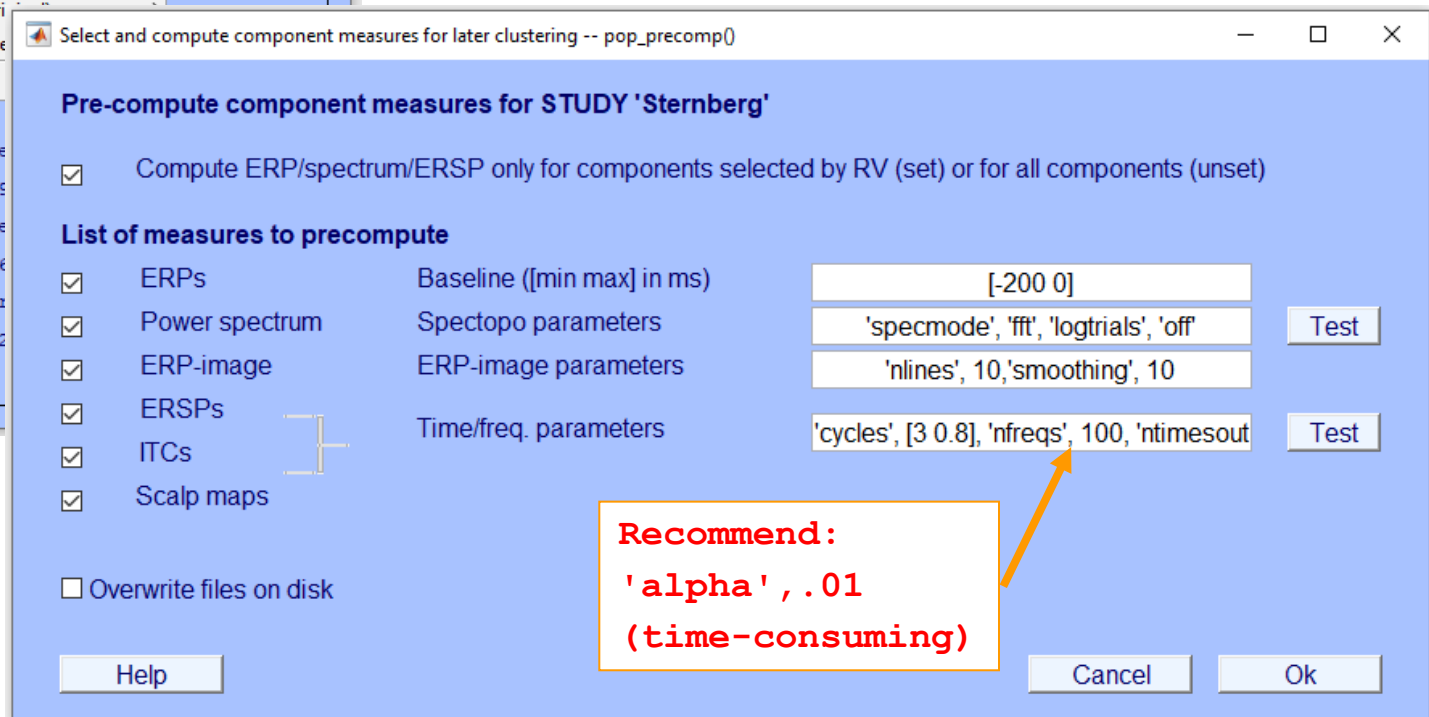 Select and compute component measures for later clustering -- pop_precomp()
Pre-compute component measures for STUDY 'Sternberg'
Compute ERP/spectrum/ERSP only for components selected by RV (set) or for all components (unset)
List of measures to precompute
ERPs Baseline ([min max] in ms) [-200 0]
Power spectrum Spectopo parameters 'specmode', 'fft', 'logtrials', 'off' Test
ERP-image ERP-image parameters 'nlines', 10,'smoothing', 10
ERSPs
Time/freq. parameters 'cycles', [3 0.8], 'nfreqs', 100, 'ntimesout Test
ITCs
Scalp maps
Recommend:
'alpha',.01
(time-consuming)
Overwrite files on disk
Help Cancel Ok